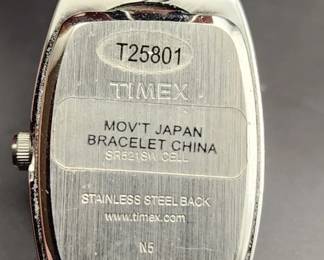 T25801
TIMEX
MOV'T JAPAN
BRACELET CHINA
SR621SW CELL
STAINLESS STEEL BACK
www.timex.com
N5